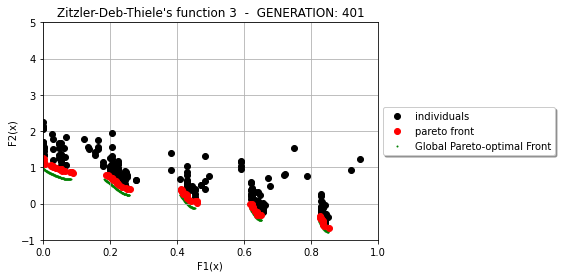 Zitzler-Deb-Thiele's function 3 - GENERATION: 401
5
4
3
2
1
0
−1
F2(x)
0.0 0.2 0.4 0.6 0.8 1.0
F1(x)
individuals
pareto front
Global Pareto-optimal Front